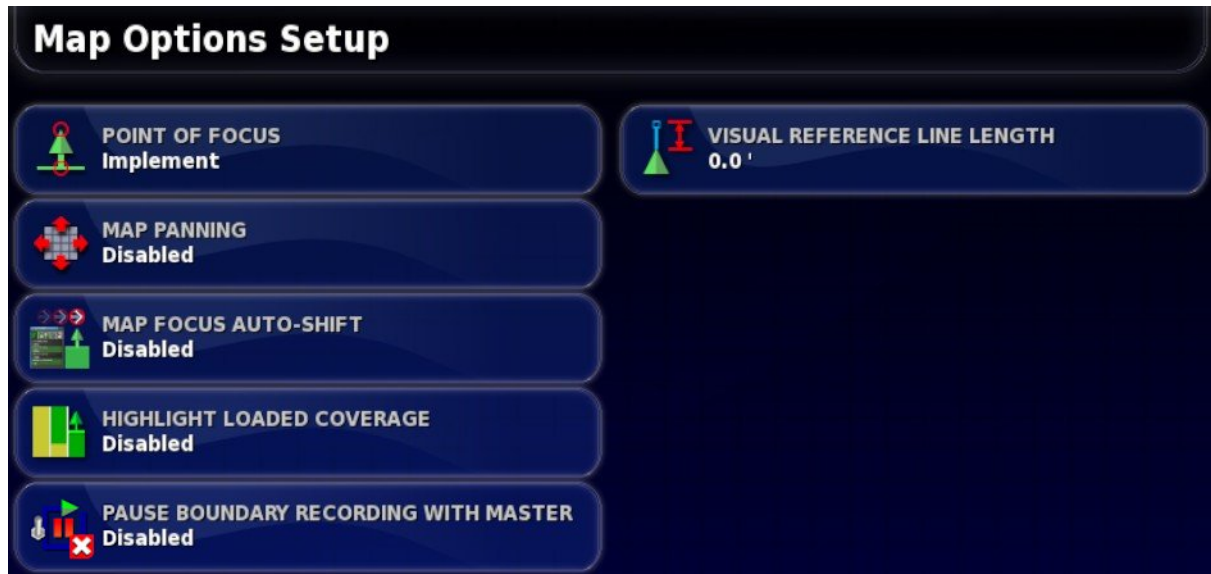 Map Options Setup
POINT OF FOCUS
Implement
MAP PANNING
Disabled
MAP FOCUS AUTO-SHIFT
Disabled
HIGHLIGHT LOADED COVERAGE
Disabled
PAUSE BOUNDARY RECORDING WITH MASTER
Disabled
VISUAL REFERENCE LINE LENGTH
0.0 '